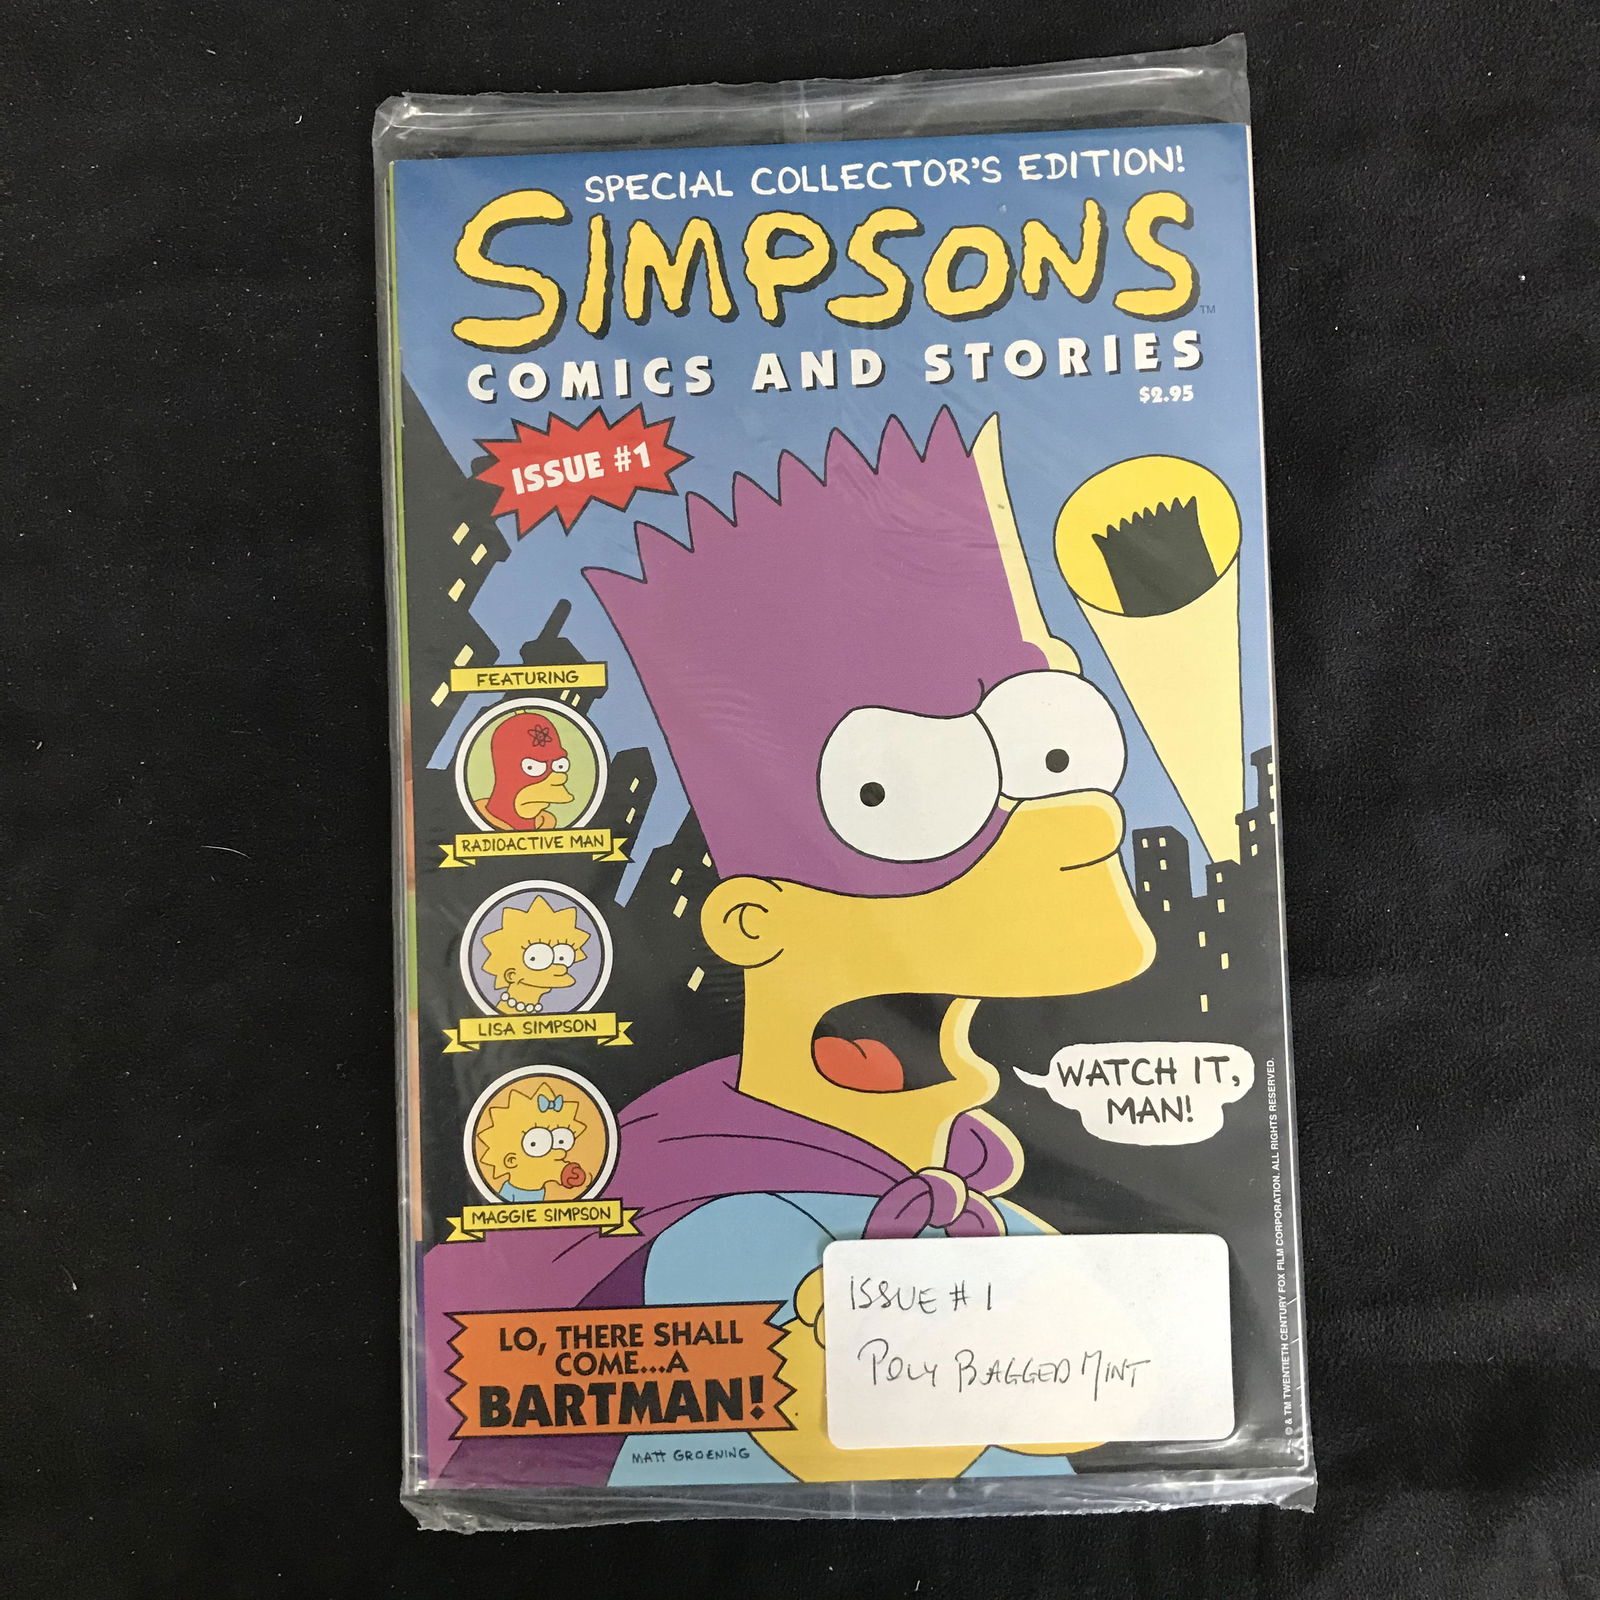 SPECIAL COLLECTOR'S EDITION!
SIMPSONS
TM
COMICS AND STORIES
$2.95
ISSUE #1
FEATURING
RADIOACTIVE MAN
LISA SIMPSON
MAGGIE SIMPSON
WATCH IT,
MAN!
LO, THERE SHALL
COME...A
BARTMAN!
MATT GROENING
ISSUE # 1
POLY BAGGED MINT
© & TM TWENTIETH CENTURY FOX FILM CORPORATION. ALL RIGHTS RESERVED.